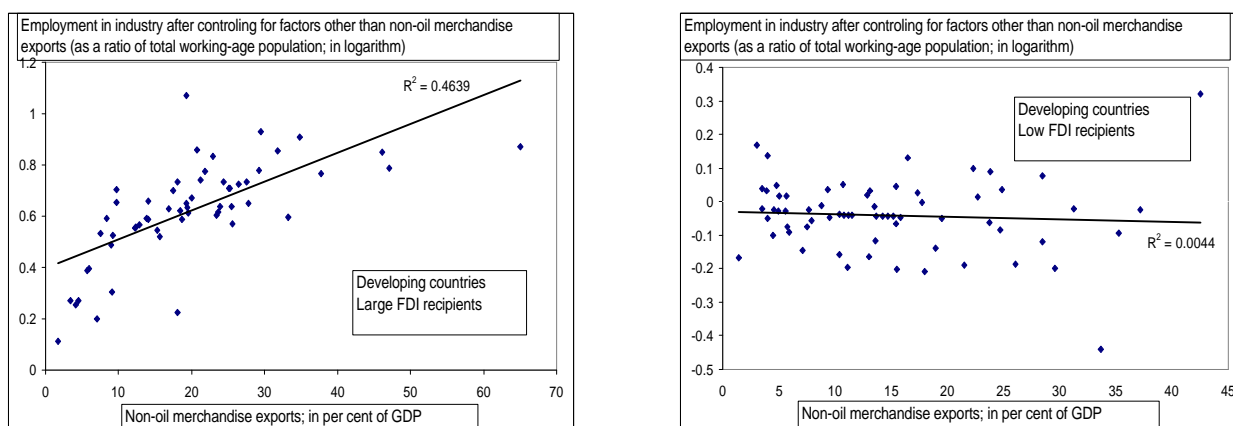 Employment in industry after controling for factors other than non-oil merchandise
exports (as a ratio of total working-age population; in logarithm)
1.2
1
0.8
0.6
0.4
0.2
0
R² = 0.4639
Developing countries
Large FDI recipients
0 10 20 30 40 50 60 70
Non-oil merchandise exports; in per cent of GDP
Employment in industry after controling for factors other than non-oil merchandise
exports (as a ratio of total working-age population; in logarithm)
0.4
0.3
0.2
0.1
0
-0.1
-0.2
-0.3
-0.4
-0.5
Developing countries
Low FDI recipients
R² = 0.0044
0 5 10 15 20 25 30 35 40 45
Non-oil merchandise exports; in per cent of GDP